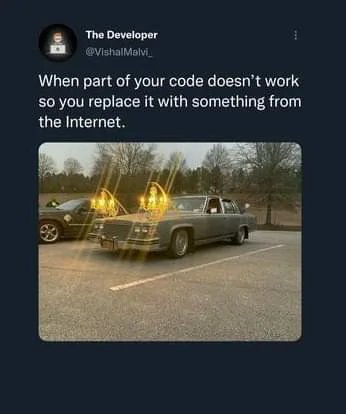 The Developer
@VishalMalvi_
When part of your code doesn't work
so you replace it with something from
the Internet.